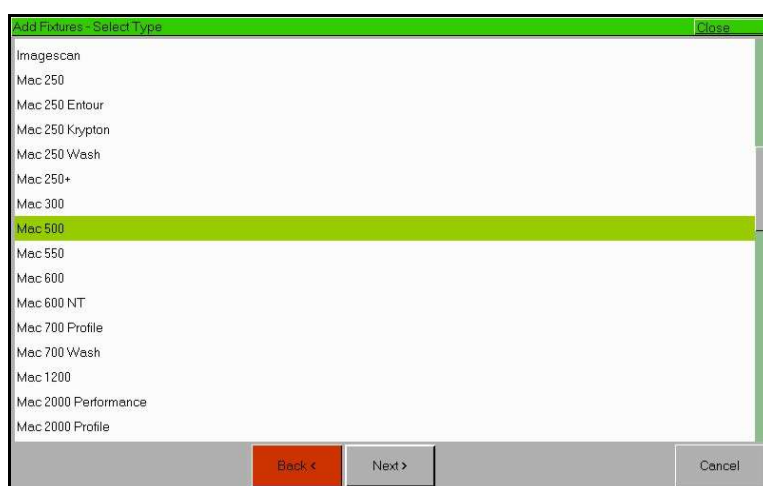 Add Fixtures - Select Type Close
Imagescan
Mac 250
Mac 250 Entour
Mac 250 Krypton
Mac 250 Wash
Mac 250+
Mac 300
Mac 500
Mac 550
Mac 600
Mac 600 NT
Mac 700 Profile
Mac 700 Wash
Mac 1200
Mac 2000 Performance
Mac 2000 Profile
Back < Next > Cancel